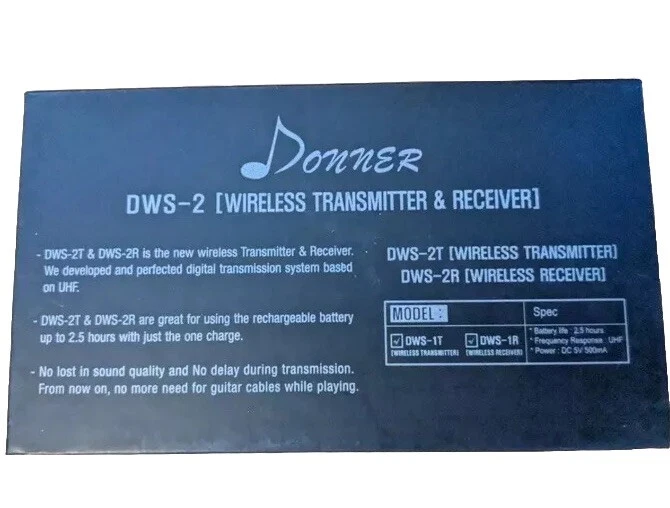 DONNER
DWS-2 [WIRELESS TRANSMITTER & RECEIVER]
- DWS-2T & DWS-2R is the new wireless Transmitter & Receiver.
We developed and perfected digital transmission system based
on UHF.
- DWS-2T & DWS-2R are great for using the rechargeable battery
up to 2.5 hours with just the one charge.
- No lost in sound quality and No delay during transmission.
From now on, no more need for guitar cables while playing.
DWS-2T [WIRELESS TRANSMITTER]
DWS-2R [WIRELESS RECEIVER]
MODEL: Spec
DWS-1T DWS-1R
[WIRELESS TRANSMITTER] [WIRELESS RECEIVER]
* Battery life : 2.5 hours
* Frequency Response : UHF
* Power : DC 5V 500mA